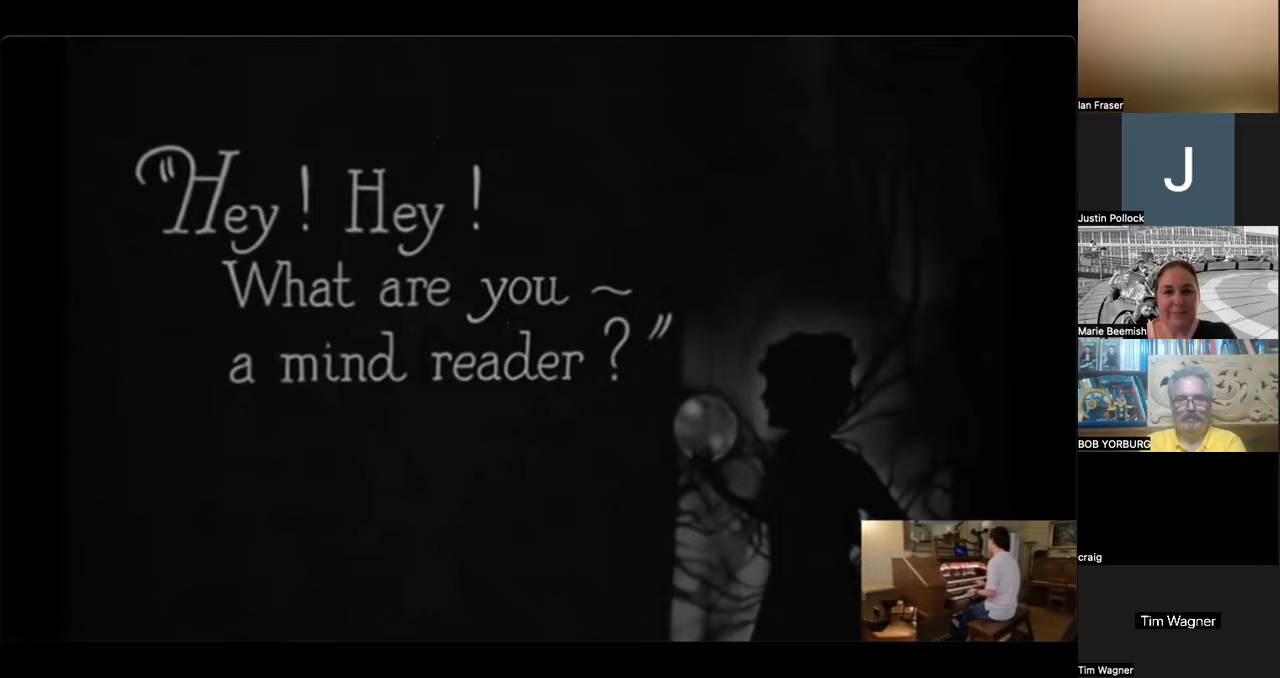 "Hey! Hey!
What are you ~
a mind reader?"
Ian Fraser
J
Justin Pollock
Marie Beemish
BOB YORBURG
craig
Tim Wagner
Tim Wagner